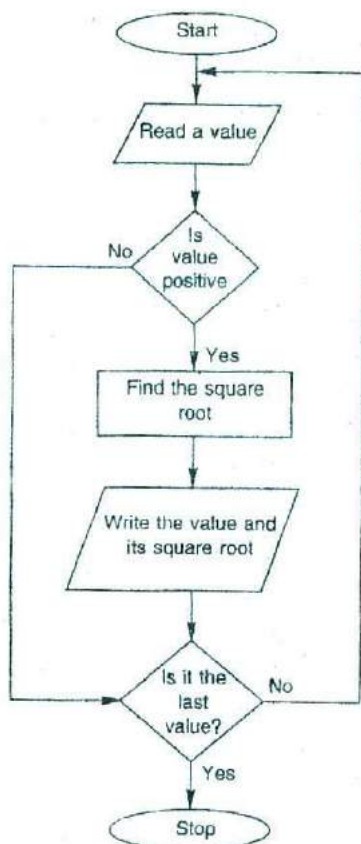 Start
Read a value
Is
value
positive
No
Yes
Find the square
root
Write the value and
its square root
Is it the
last
value?
No
Yes
Stop